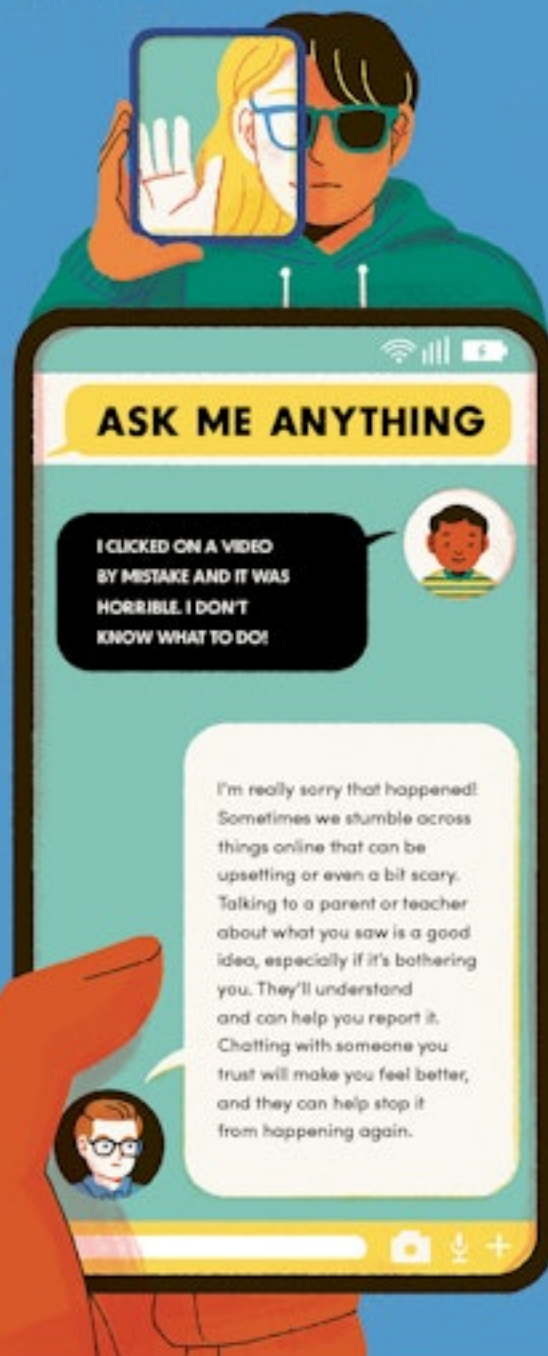 ASK ME ANYTHING
I CLICKED ON A VIDEO
BY MISTAKE AND IT WAS
HORRIBLE. I DON'T
KNOW WHAT TO DO!
I'm really sorry that happened!
Sometimes we stumble across
things online that can be
upsetting or even a bit scary.
Talking to a parent or teacher
about what you saw is a good
idea, especially if it's bothering
you. They'll understand
and can help you report it.
Chatting with someone you
trust will make you feel better,
and they can help stop it
from happening again.